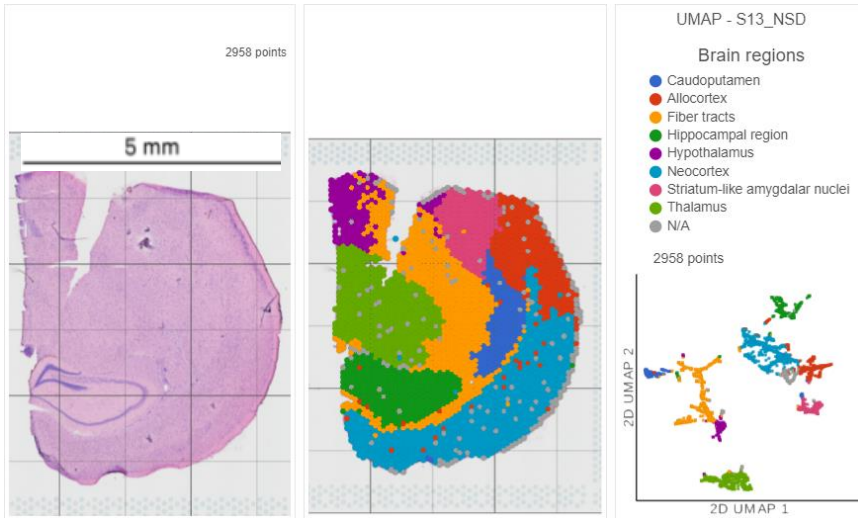 2958 points
5 mm
UMAP - S13_NSD
Brain regions
Caudoputamen
Allocortex
Fiber tracts
Hippocampal region
Hypothalamus
Neocortex
Striatum-like amygdalar nuclei
Thalamus
N/A
2958 points
2D UMAP 2
2D UMAP 1